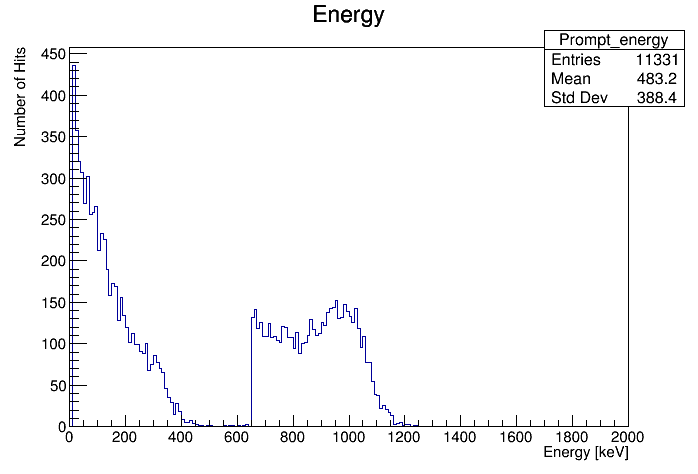 Energy
Prompt_energy
Entries 11331
Mean 483.2
Std Dev 388.4
Number of Hits
450
400
350
300
250
200
150
100
50
0
0 200 400 600 800 1000 1200 1400 1600 1800 2000
Energy [keV]